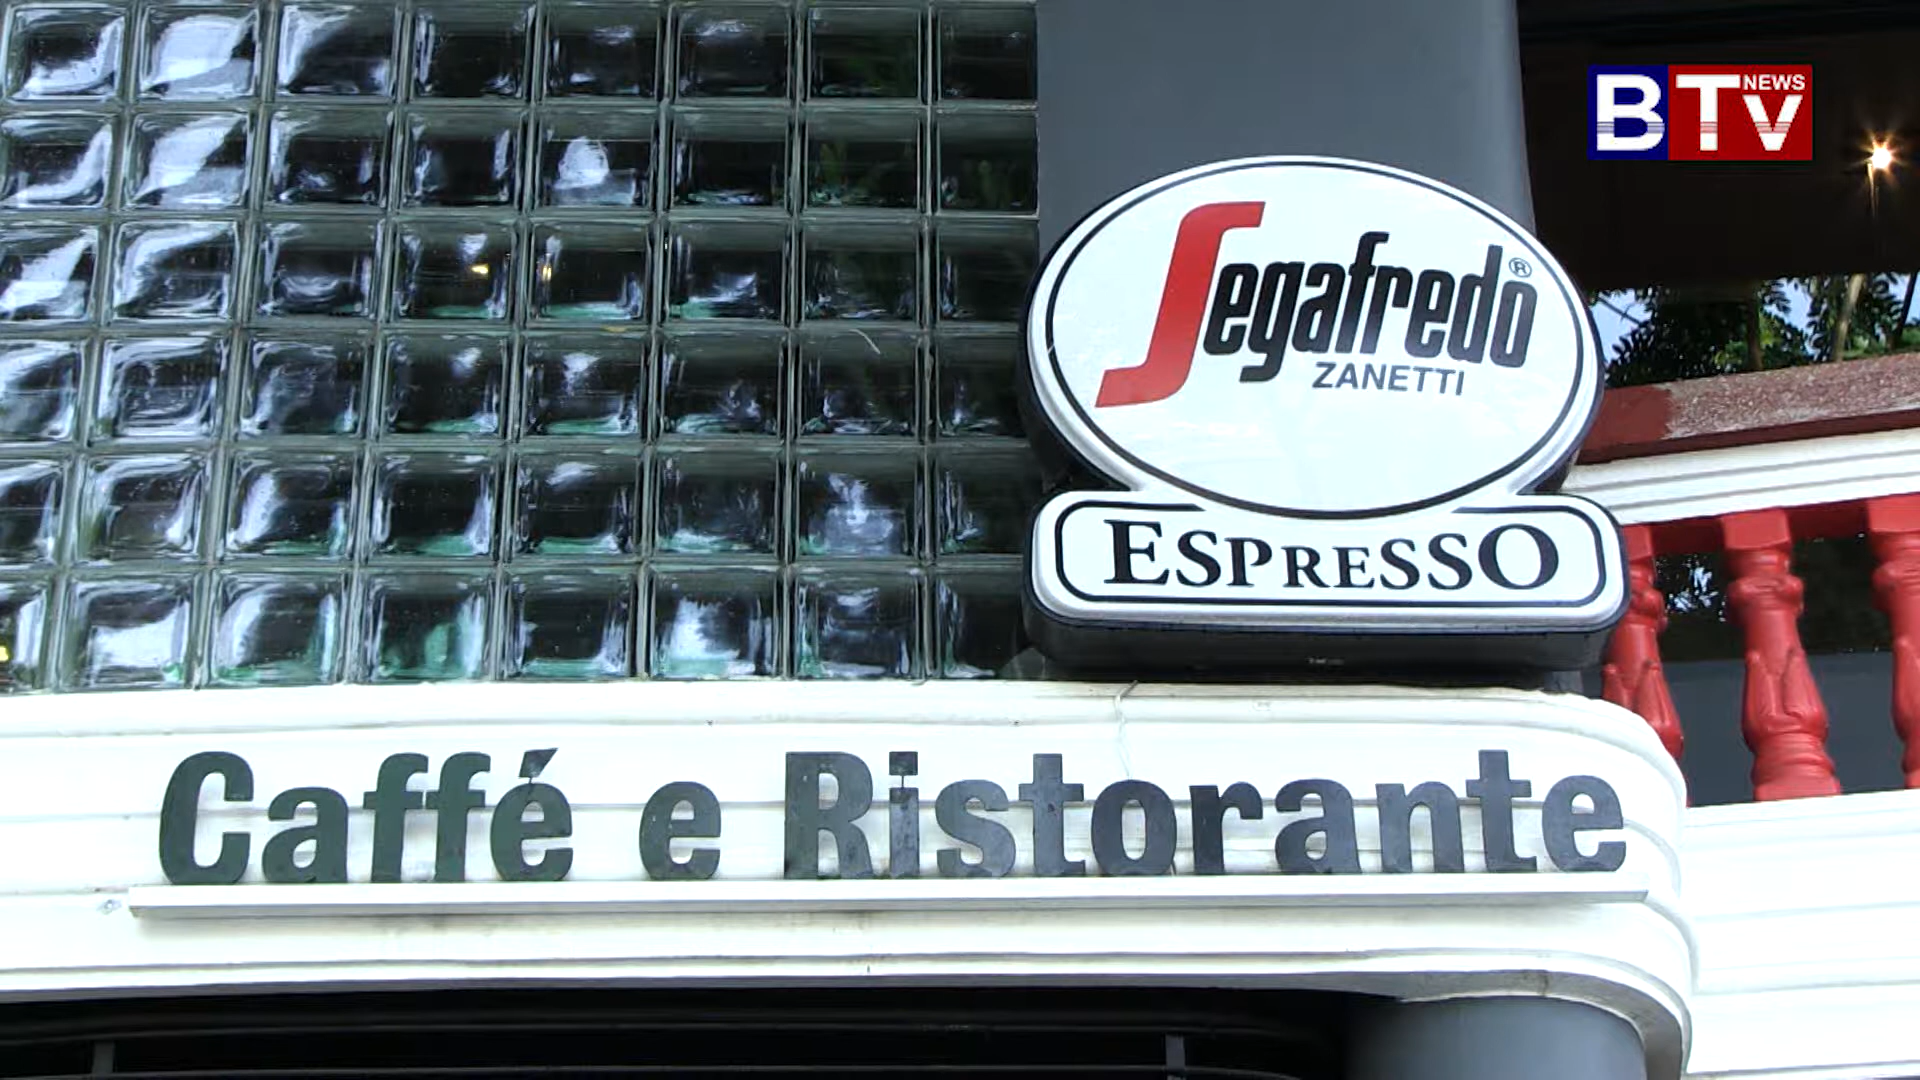 BTV NEWS
Segafredo®
ZANETTI
ESPRESSO
Caffé e Ristorante